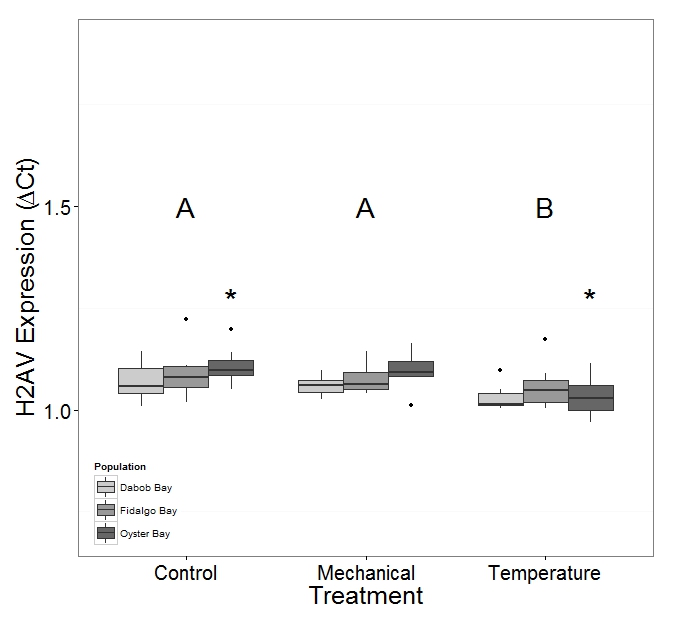 H2AV Expression (ΔCt)
1.5
1.0
A A B
* *
Population
Dabob Bay
Fidalgo Bay
Oyster Bay
Control Mechanical Temperature
Treatment